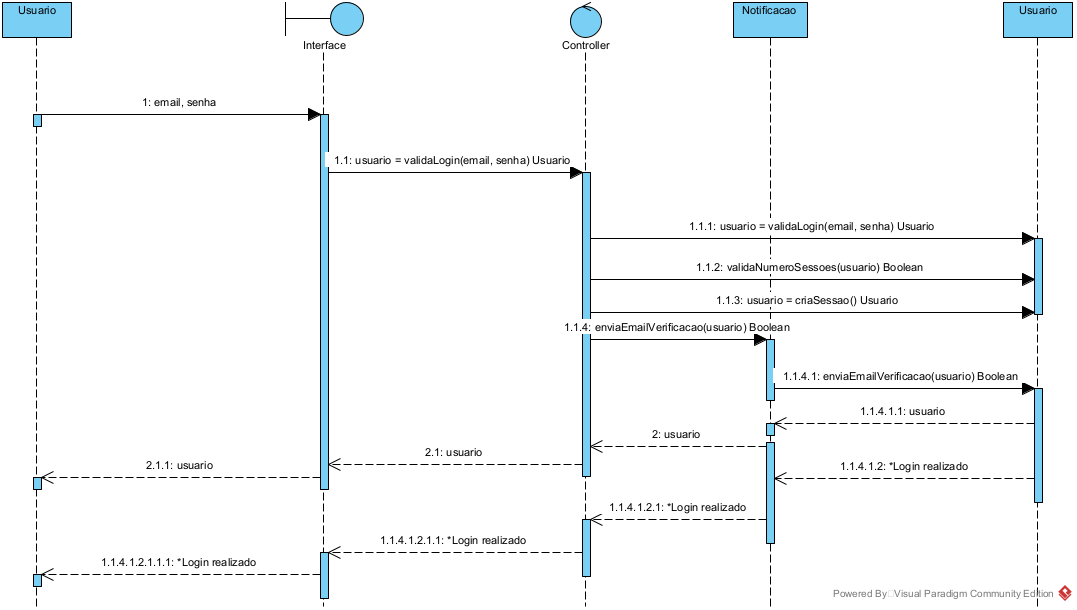 Usuario
Interface
Controller
Notificacao
Usuario
1: email, senha
1.1: usuario = validaLogin(email, senha) Usuario
1.1.1: usuario = validaLogin(email, senha) Usuario
1.1.2: validaNumeroSessoes(usuario) Boolean
1.1.3: usuario = criaSessao() Usuario
1.1.4: enviaEmailVerificacao(usuario) Boolean
1.1.4.1: enviaEmailVerificacao(usuario) Boolean
1.1.4.1.1: usuario
2: usuario
2.1: usuario
2.1.1: usuario
1.1.4.1.2: *Login realizado
1.1.4.1.2.1: *Login realizado
1.1.4.1.2.1.1: *Login realizado
1.1.4.1.2.1.1.1: *Login realizado
Powered By Visual Paradigm Community Edition